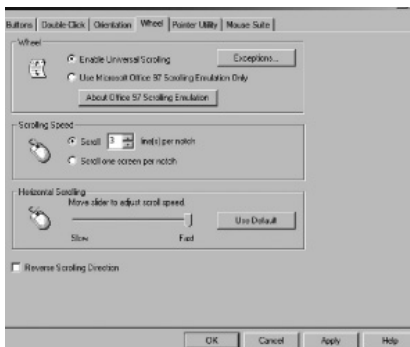 Buttons Double-Click Orientation Wheel Pointer Utility Mouse Suite
Wheel
Enable Universal Scrolling
Exceptions...
Use Microsoft Office 97 Scrolling Emulation Only
About Office 97 Scrolling Emulation
Scrolling Speed
Scroll 3 line(s) per notch
Scroll one screen per notch
Horizontal Scrolling
Move slider to adjust scroll speed.
Use Default
Slow Fast
Reverse Scrolling Direction
OK Cancel Apply Help